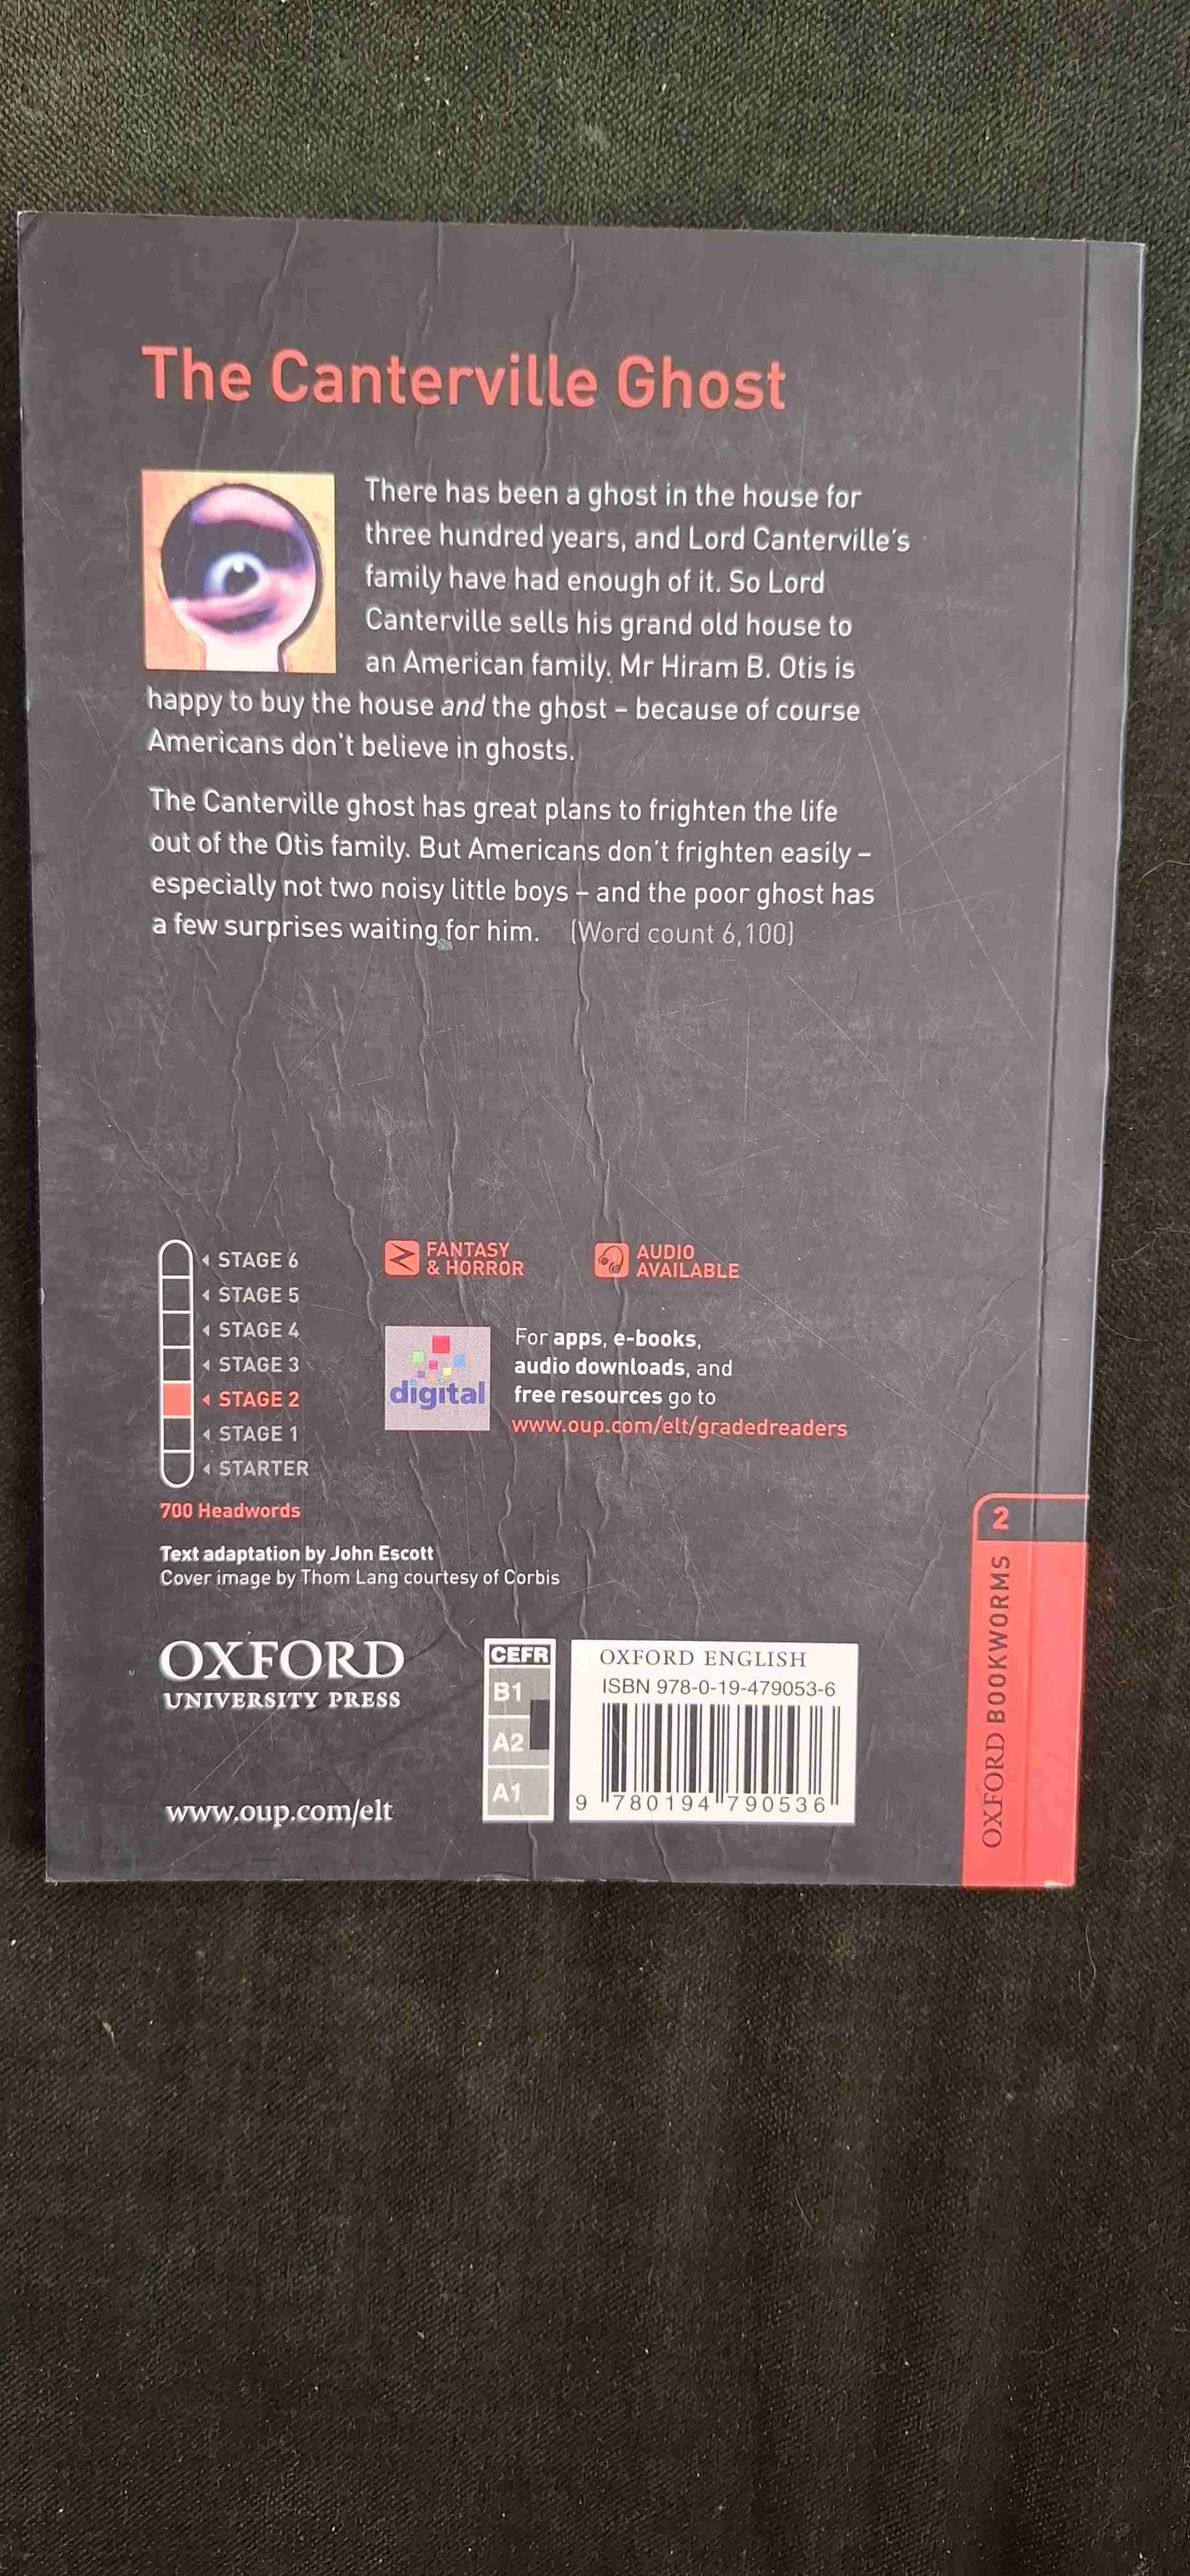 The Canterville Ghost
There has been a ghost in the house for
three hundred years, and Lord Canterville's
family have had enough of it. So Lord
Canterville sells his grand old house to
an American family. Mr Hiram B. Otis is
happy to buy the house and the ghost – because of course
Americans don't believe in ghosts.
The Canterville ghost has great plans to frighten the life
out of the Otis family. But Americans don't frighten easily –
especially not two noisy little boys – and the poor ghost has
a few surprises waiting for him. (Word count 6,100)
STAGE 6
STAGE 5
STAGE 4
STAGE 3
STAGE 2
STAGE 1
STARTER
700 Headwords
FANTASY
& HORROR
AUDIO
AVAILABLE
digital
For apps, e-books,
audio downloads, and
free resources go to
www.oup.com/elt/gradedreaders
Text adaptation by John Escott
Cover image by Thom Lang courtesy of Corbis
OXFORD
UNIVERSITY PRESS
www.oup.com/elt
CEFR
B1
A2
A1
OXFORD ENGLISH
ISBN 978-0-19-479053-6
9 780194 790536
2
OXFORD BOOKWORMS